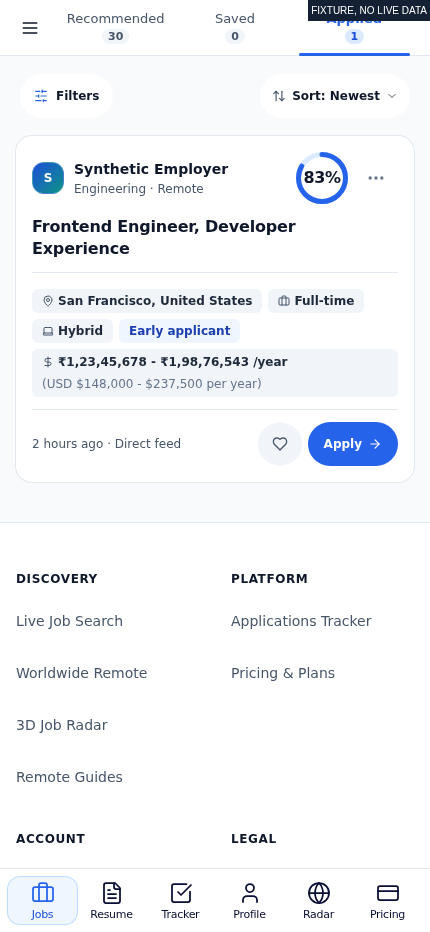 Recommended
30
Saved
0
FIXTURE, NO LIVE DATA
Applied
1
Filters
Sort: Newest
S
Synthetic Employer
Engineering · Remote
83%
Frontend Engineer, Developer
Experience
San Francisco, United States
Full-time
Hybrid
Early applicant
₹1,23,45,678 - ₹1,98,76,543 /year
(USD $148,000 - $237,500 per year)
2 hours ago · Direct feed
Apply
DISCOVERY
PLATFORM
Live Job Search
Applications Tracker
Worldwide Remote
Pricing & Plans
3D Job Radar
Remote Guides
ACCOUNT
LEGAL
Jobs
Resume
Tracker
Profile
Radar
Pricing